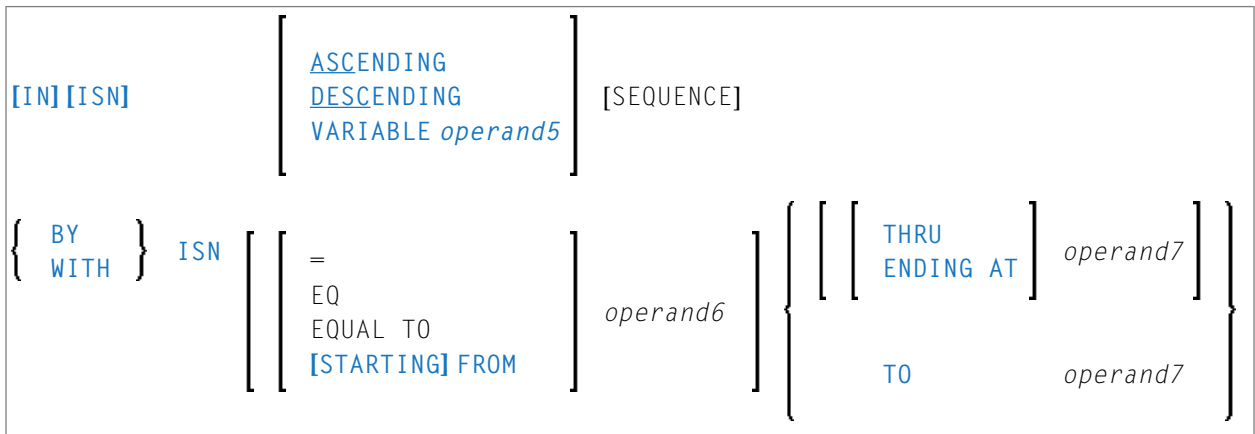 ASCENDING
[IN] [ISN] DESCENDING [SEQUENCE]
VARIABLE operand5
BY
WITH
ISN
=
EQ
EQUAL TO
[STARTING] FROM
operand6
THRU
ENDING AT
operand7
TO operand7